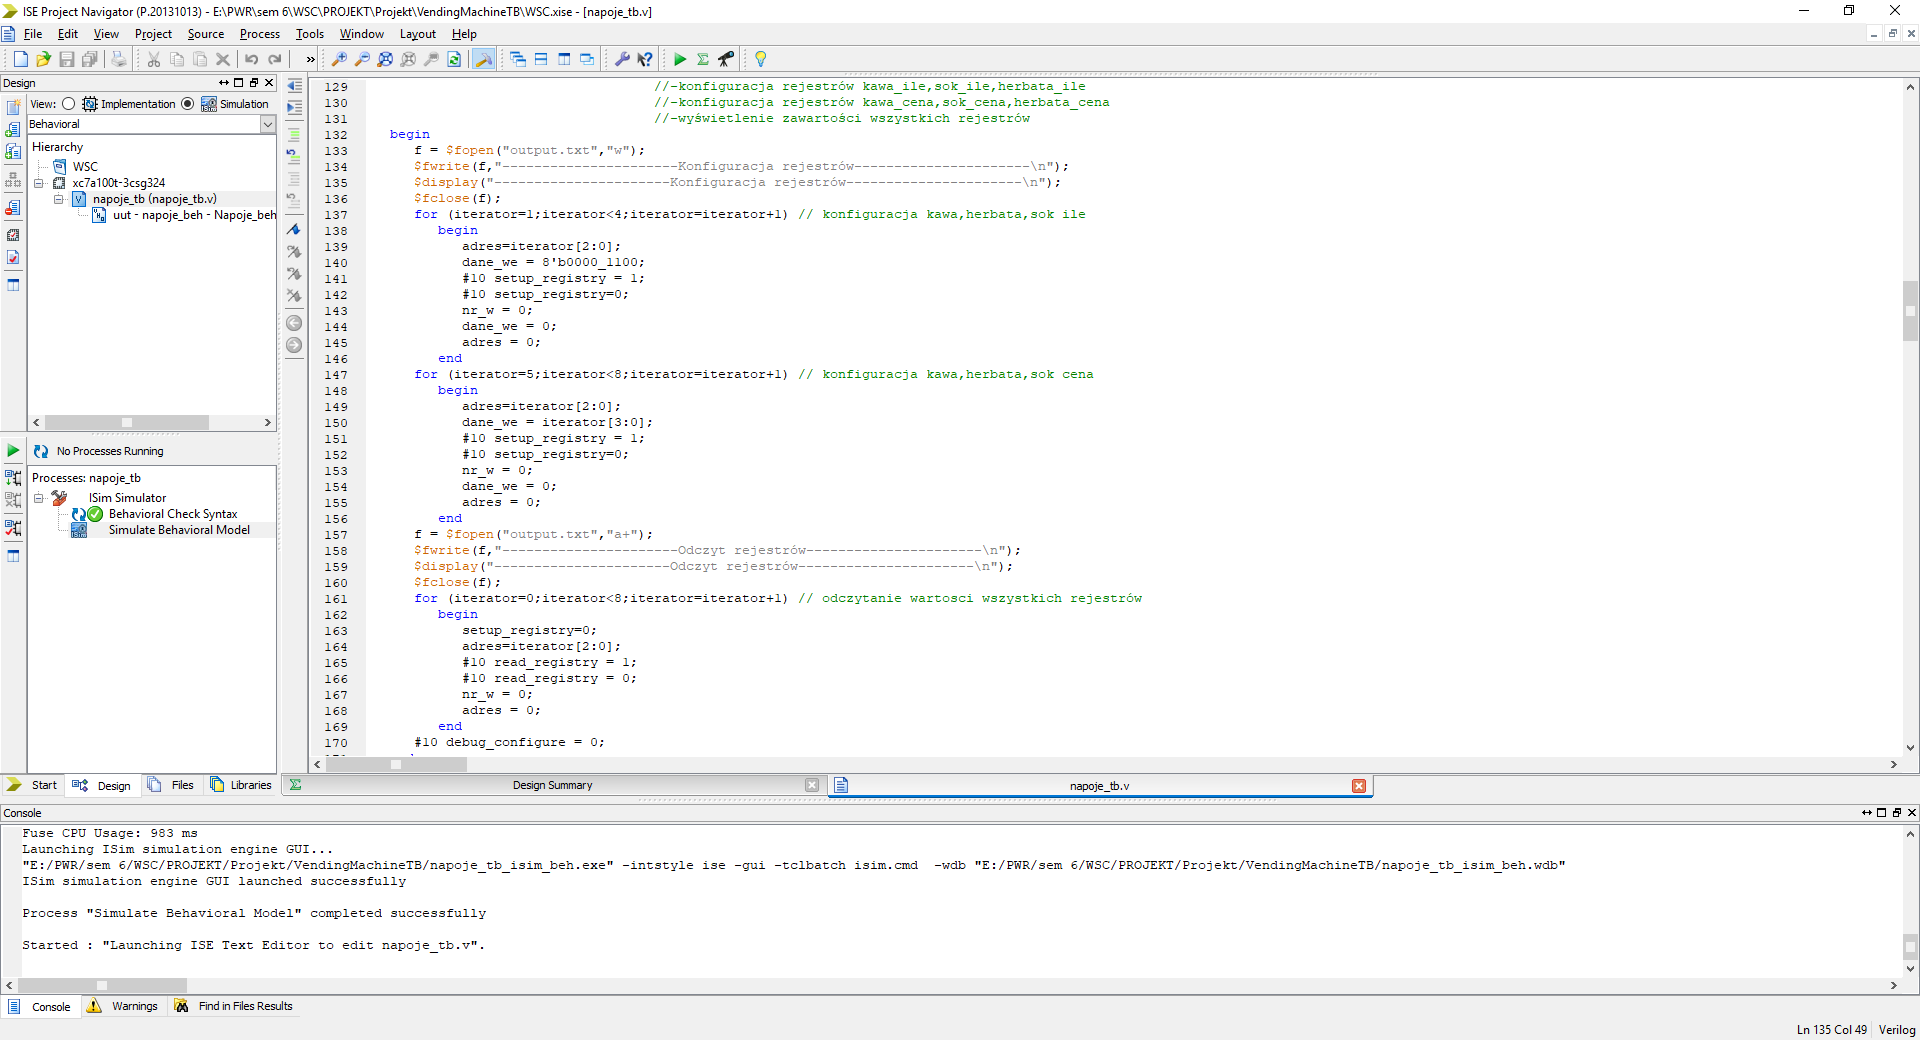 ISE Project Navigator (P.20131013) - E:\PWR\sem 6\WSC\PROJEKT\Projekt\VendingMachineTB\WSC.xise - [napoje_tb.v]
File Edit View Project Source Process Tools Window Layout Help
Design
View: Implementation Simulation
Behavioral
Hierarchy
WSC
xc7a100t-3csg324
napoje_tb (napoje_tb.v)
uut - napoje_beh - Napoje_beh
No Processes Running
Processes: napoje_tb
ISim Simulator
Behavioral Check Syntax
Simulate Behavioral Model
Start Design Files Libraries
129 //-konfiguracja rejestrów kawa_ile,sok_ile,herbata_ile
130 //-konfiguracja rejestrów kawa_cena,sok_cena,herbata_cena
131 //-wyświetlenie zawartości wszystkich rejestrów
132 begin
133 f = $fopen("output.txt","w");
134 $fwrite(f,"----------------------Konfiguracja rejestrów----------------------\n");
135 $display("----------------------Konfiguracja rejestrów----------------------\n");
136 $fclose(f);
137 for (iterator=1;iterator<4;iterator=iterator+1) // konfiguracja kawa,herbata,sok ile
138 begin
139 adres=iterator[2:0];
140 dane_we = 8'b0000_1100;
141 #10 setup_registry = 1;
142 #10 setup_registry=0;
143 nr_w = 0;
144 dane_we = 0;
145 adres = 0;
146 end
147 for (iterator=5;iterator<8;iterator=iterator+1) // konfiguracja kawa,herbata,sok cena
148 begin
149 adres=iterator[2:0];
150 dane_we = iterator[3:0];
151 #10 setup_registry = 1;
152 #10 setup_registry=0;
153 nr_w = 0;
154 dane_we = 0;
155 adres = 0;
156 end
157 f = $fopen("output.txt","a+");
158 $fwrite(f,"----------------------Odczyt rejestrów----------------------\n");
159 $display("----------------------Odczyt rejestrów----------------------\n");
160 $fclose(f);
161 for (iterator=0;iterator<8;iterator=iterator+1) // odczytanie wartosci wszystkich rejestrów
162 begin
163 setup_registry=0;
164 adres=iterator[2:0];
165 #10 read_registry = 1;
166 #10 read_registry = 0;
167 nr_w = 0;
168 adres = 0;
169 end
170 #10 debug_configure = 0;
Design Summary napoje_tb.v
Console
Fuse CPU Usage: 983 ms
Launching ISim simulation engine GUI...
"E:/PWR/sem 6/WSC/PROJEKT/Projekt/VendingMachineTB/napoje_tb_isim_beh.exe" -intstyle ise -gui -tclbatch isim.cmd  -wdb "E:/PWR/sem 6/WSC/PROJEKT/Projekt/VendingMachineTB/napoje_tb_isim_beh.wdb"
ISim simulation engine GUI launched successfully
Process "Simulate Behavioral Model" completed successfully
Started : "Launching ISE Text Editor to edit napoje_tb.v".
Console Warnings Find in Files Results
Ln 135 Col 49 Verilog